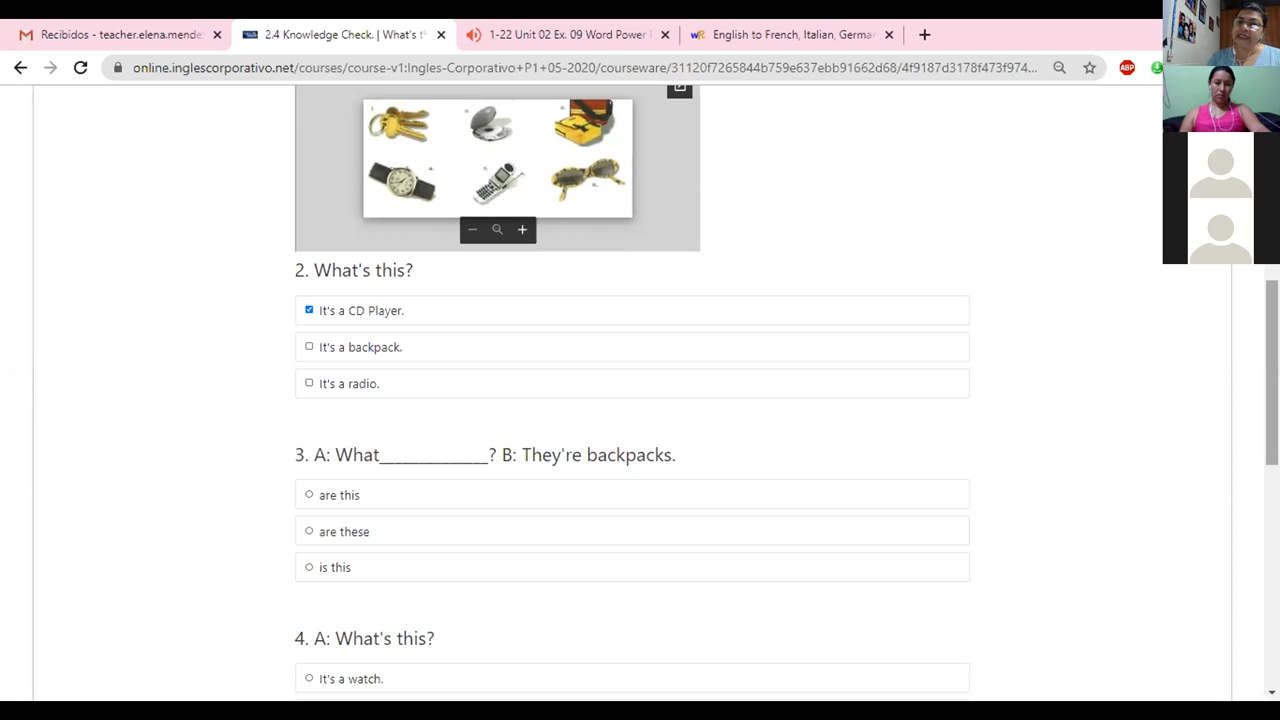 Recibidos - teacher.elena.mende
2.4 Knowledge Check. | What's t
1-22 Unit 02 Ex. 09 Word Power
English to French, Italian, Germa
online.inglescorporativo.net/courses/course-v1:Ingles-Corporativo+P1+05-2020/courseware/31120f7265844b759e637ebb91662d68/4f9187d3178f473f974...
ABP
2. What's this?
It's a CD Player.
It's a backpack.
It's a radio.
3. A: What______________? B: They're backpacks.
are this
are these
is this
4. A: What's this?
It's a watch.